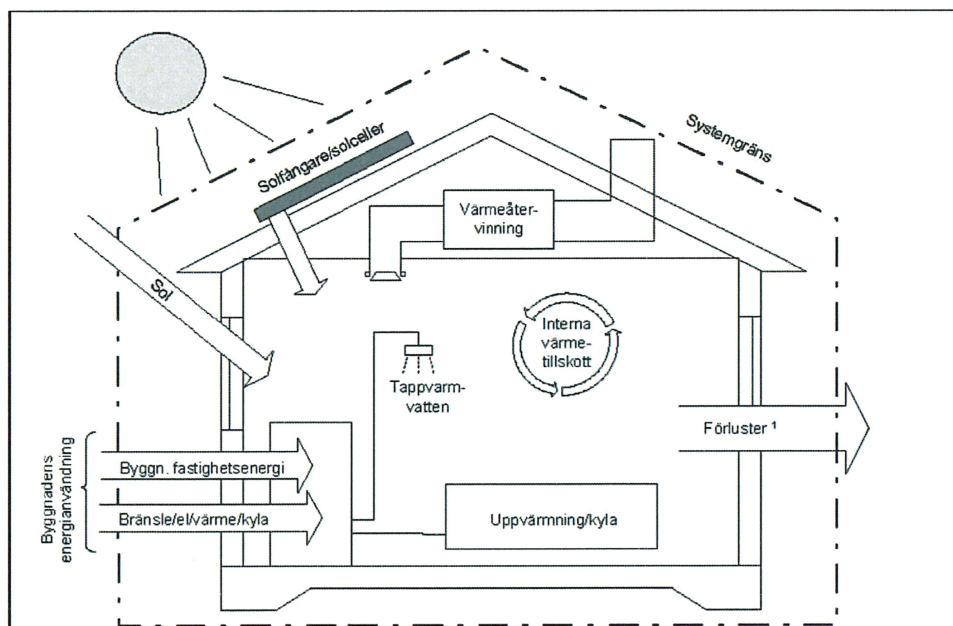 Systemgräns
Solfångare/solceller
Värmeåter-
vinning
Sol
Interna
värme-
tillskott
Tappvarm-
vatten
Förluster ¹
Byggnadens
energianvändning
Byggn. fastighetsenergi
Bränsle/el/värme/kyla
Uppvärmning/kyla